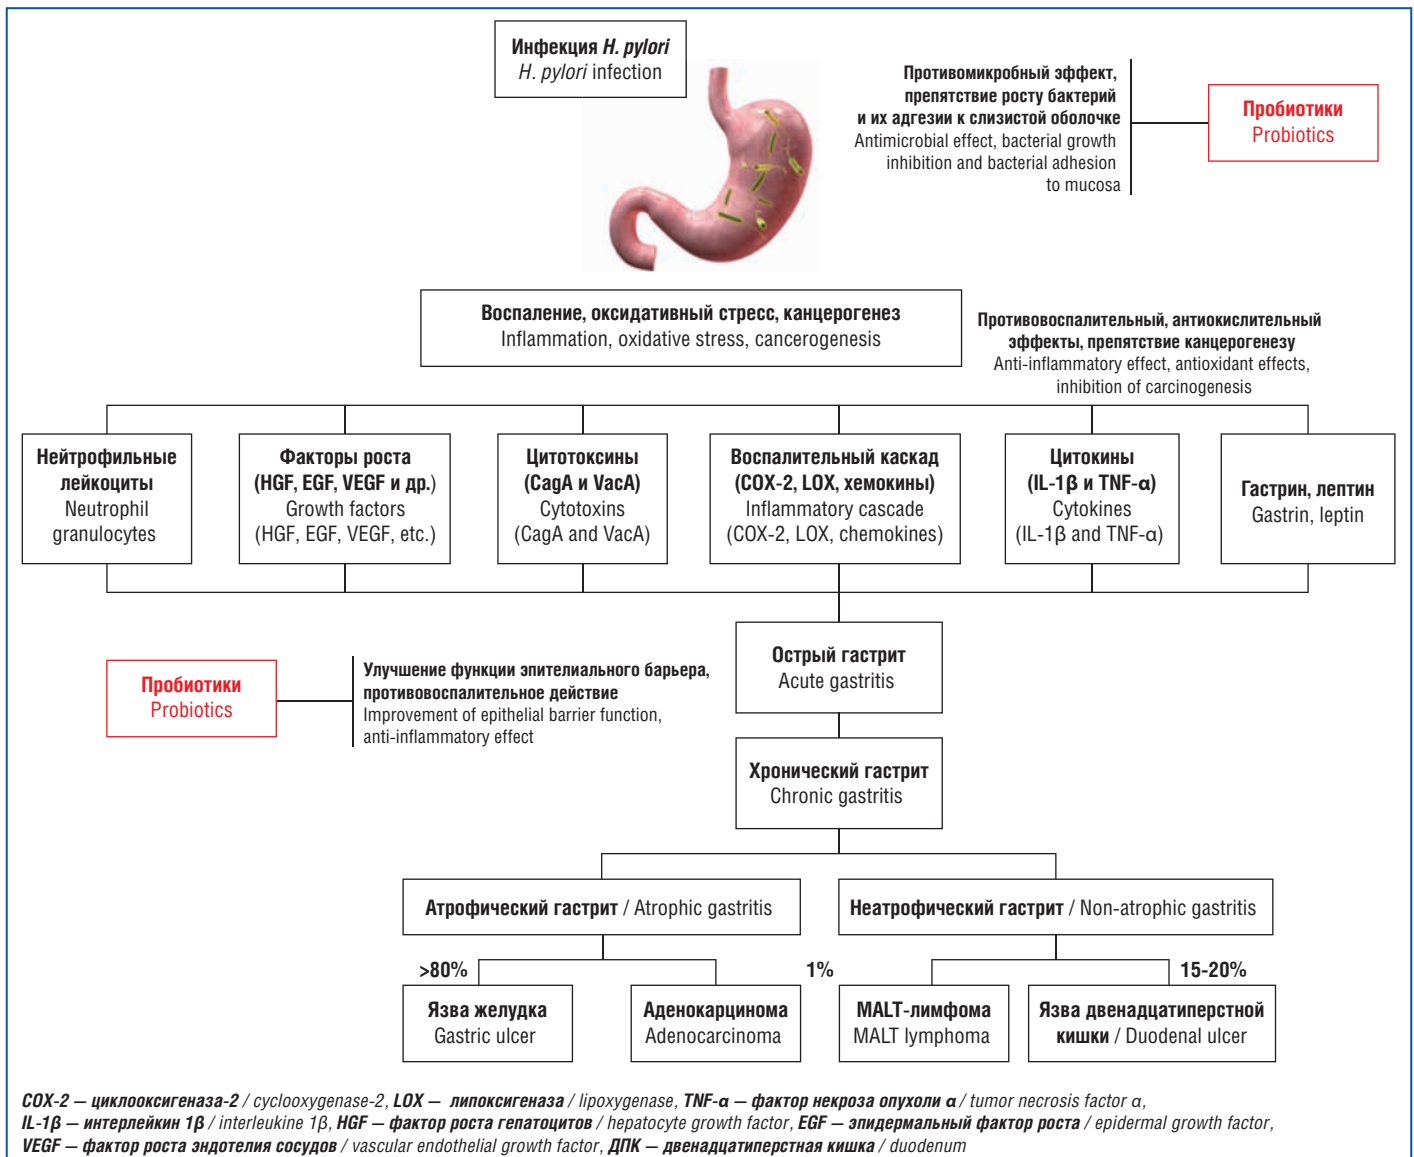 Инфекция H. pylori
H. pylori infection
Противомикробный эффект,
препятствие росту бактерий
и их адгезии к слизистой оболочке
Antimicrobial effect, bacterial growth
inhibition and bacterial adhesion
to mucosa
Пробиотики
Probiotics
Воспаление, оксидативный стресс, канцерогенез
Inflammation, oxidative stress, cancerogenesis
Противовоспалительный, антиокислительный
эффекты, препятствие канцерогенезу
Anti-inflammatory effect, antioxidant effects,
inhibition of carcinogenesis
Нейтрофильные
лейкоциты
Neutrophil
granulocytes
Факторы роста
(HGF, EGF, VEGF и др.)
Growth factors
(HGF, EGF, VEGF, etc.)
Цитотоксины
(CagA и VacA)
Cytotoxins
(CagA and VacA)
Воспалительный каскад
(COX-2, LOX, хемокины)
Inflammatory cascade
(COX-2, LOX, chemokines)
Цитокины
(IL-1β и TNF-α)
Cytokines
(IL-1β and TNF-α)
Гастрин, лептин
Gastrin, leptin
Острый гастрит
Acute gastritis
Пробиотики
Probiotics
Улучшение функции эпителиального барьера,
противовоспалительное действие
Improvement of epithelial barrier function,
anti-inflammatory effect
Хронический гастрит
Chronic gastritis
Атрофический гастрит / Atrophic gastritis
Неатрофический гастрит / Non-atrophic gastritis
>80%
1%
15-20%
Язва желудка
Gastric ulcer
Аденокарцинома
Adenocarcinoma
MALT-лимфома
MALT lymphoma
Язва двенадцатиперстной
кишки / Duodenal ulcer
COX-2 — циклооксигеназа-2 / cyclooxygenase-2, LOX — липоксигеназа / lipoxygenase, TNF-α — фактор некроза опухоли α / tumor necrosis factor α,
IL-1β — интерлейкин 1β / interleukine 1β, HGF — фактор роста гепатоцитов / hepatocyte growth factor, EGF — эпидермальный фактор роста / epidermal growth factor,
VEGF — фактор роста эндотелия сосудов / vascular endothelial growth factor, ДПК — двенадцатиперстная кишка / duodenum